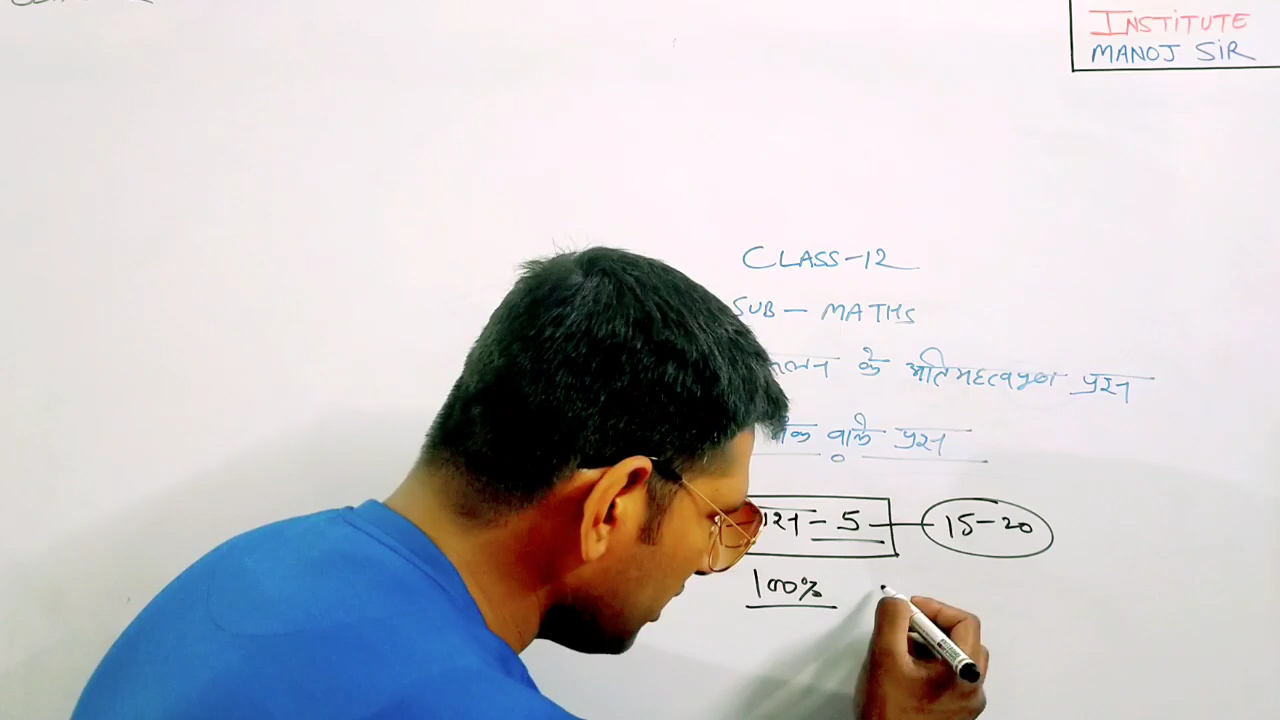 INSTITUTE
MANOJ SIR
CLASS-12
SUB - MATHS
के अतिमहत्वपूर्ण प्रश्न
वाले प्रश्न
- 5 - 15-20
100%